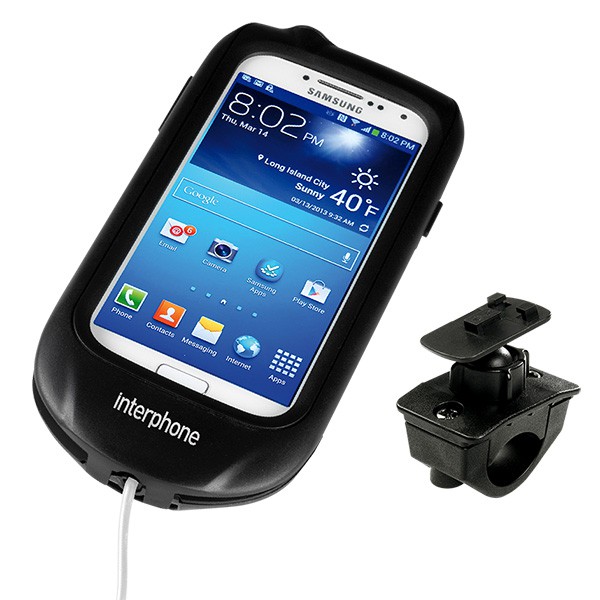 SAMSUNG
8:02 PM
8:02 PM
Thu, Mar 14
Long Island City
Sunny
40°F
03/13/2013 9:32 AM
Google
6
Email
Camera
Samsung Apps
Play Store
Phone
Contacts
Messaging
Internet
Apps
interphone